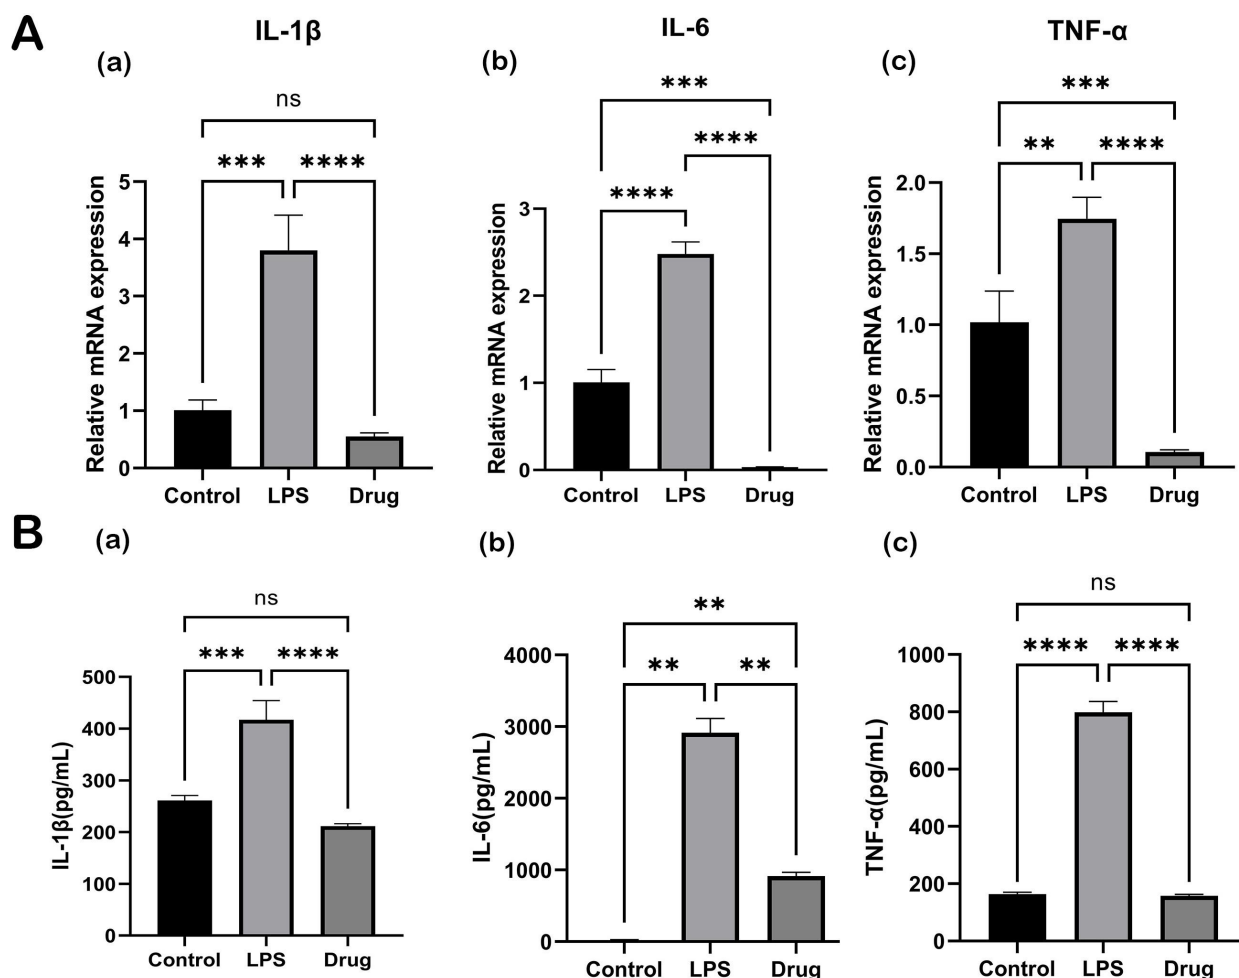 A
IL-1β
IL-6
TNF-α
(a)
ns
***
****
Relative mRNA expression
5
4
3
2
1
0
Control
LPS
Drug
(b)
***
****
****
Relative mRNA expression
3
2
1
0
Control
LPS
Drug
(c)
***
**
****
Relative mRNA expression
2.0
1.5
1.0
0.5
0.0
Control
LPS
Drug
B
(a)
ns
***
****
IL-1β(pg/mL)
500
400
300
200
100
0
Control
LPS
Drug
(b)
**
**
**
IL-6(pg/mL)
4000
3000
2000
1000
0
Control
LPS
Drug
(c)
ns
****
****
TNF-α(pg/mL)
1000
800
600
400
200
0
Control
LPS
Drug